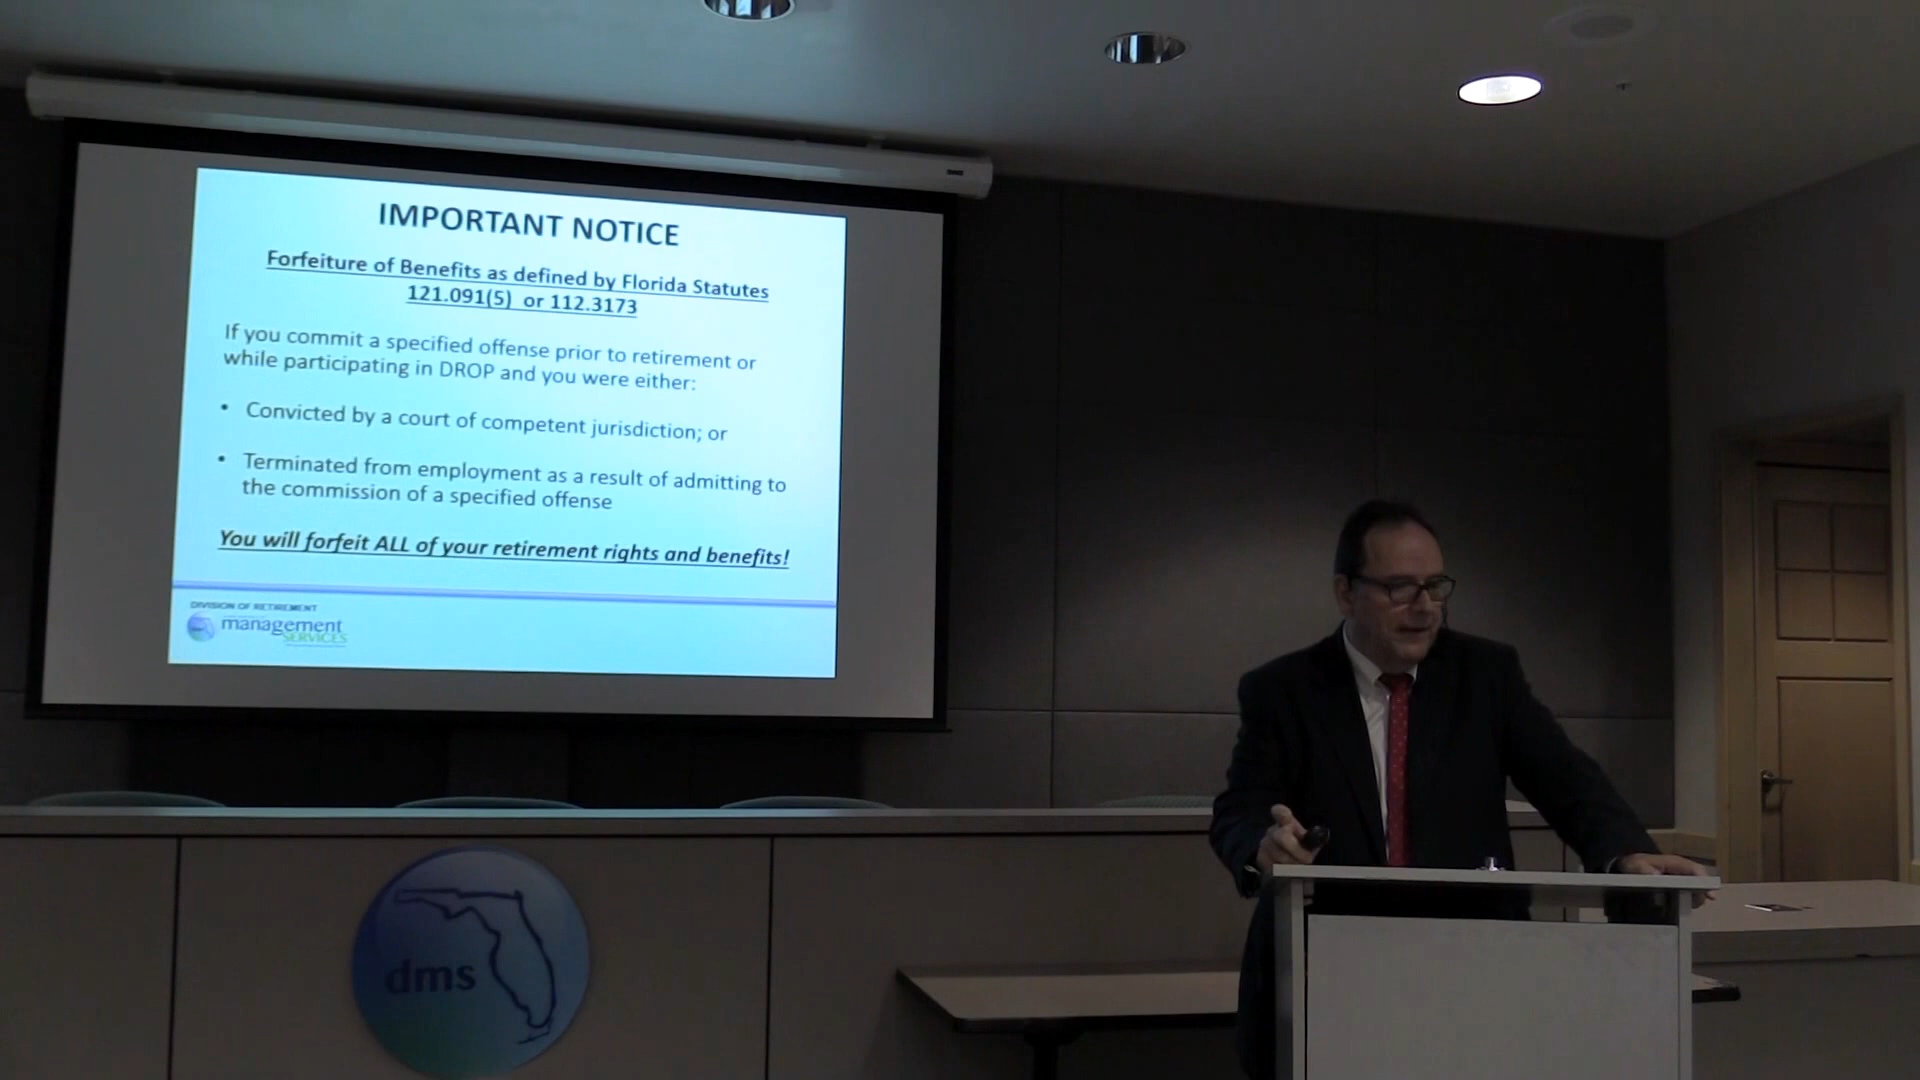 IMPORTANT NOTICE
Forfeiture of Benefits as defined by Florida Statutes
121.091(5) or 112.3173
If you commit a specified offense prior to retirement or
while participating in DROP and you were either:
• Convicted by a court of competent jurisdiction; or
• Terminated from employment as a result of admitting to
the commission of a specified offense
You will forfeit ALL of your retirement rights and benefits!
DIVISION OF RETIREMENT
management
SERVICES
dms